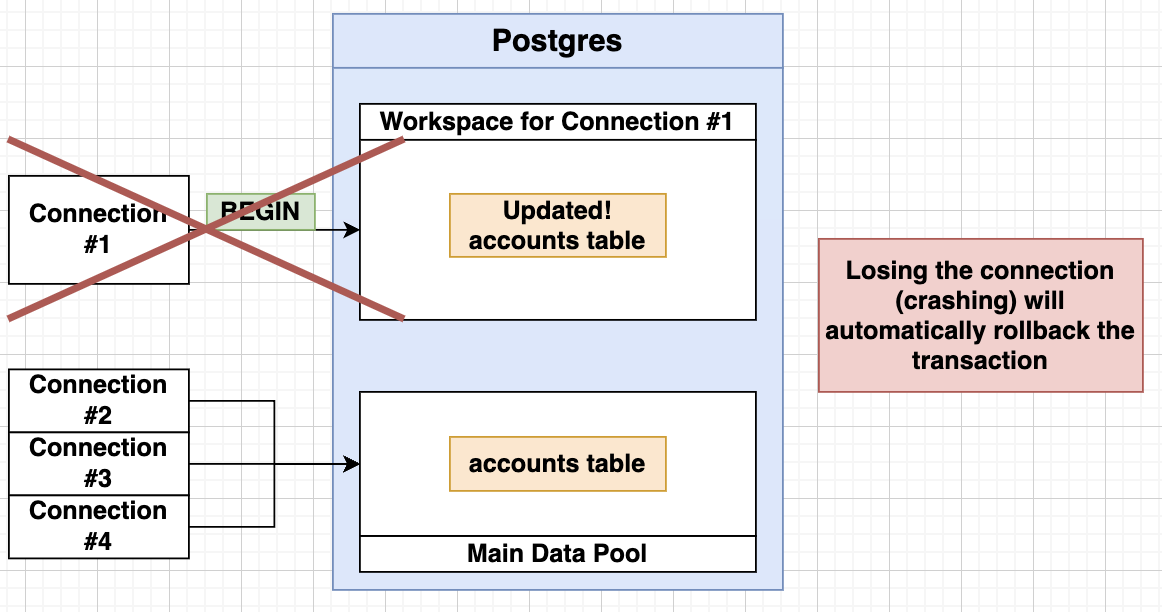 Postgres
Workspace for Connection #1
Connection
#1
BEGIN
Updated!
accounts table
Losing the connection
(crashing) will
automatically rollback the
transaction
Connection
#2
Connection
#3
Connection
#4
accounts table
Main Data Pool